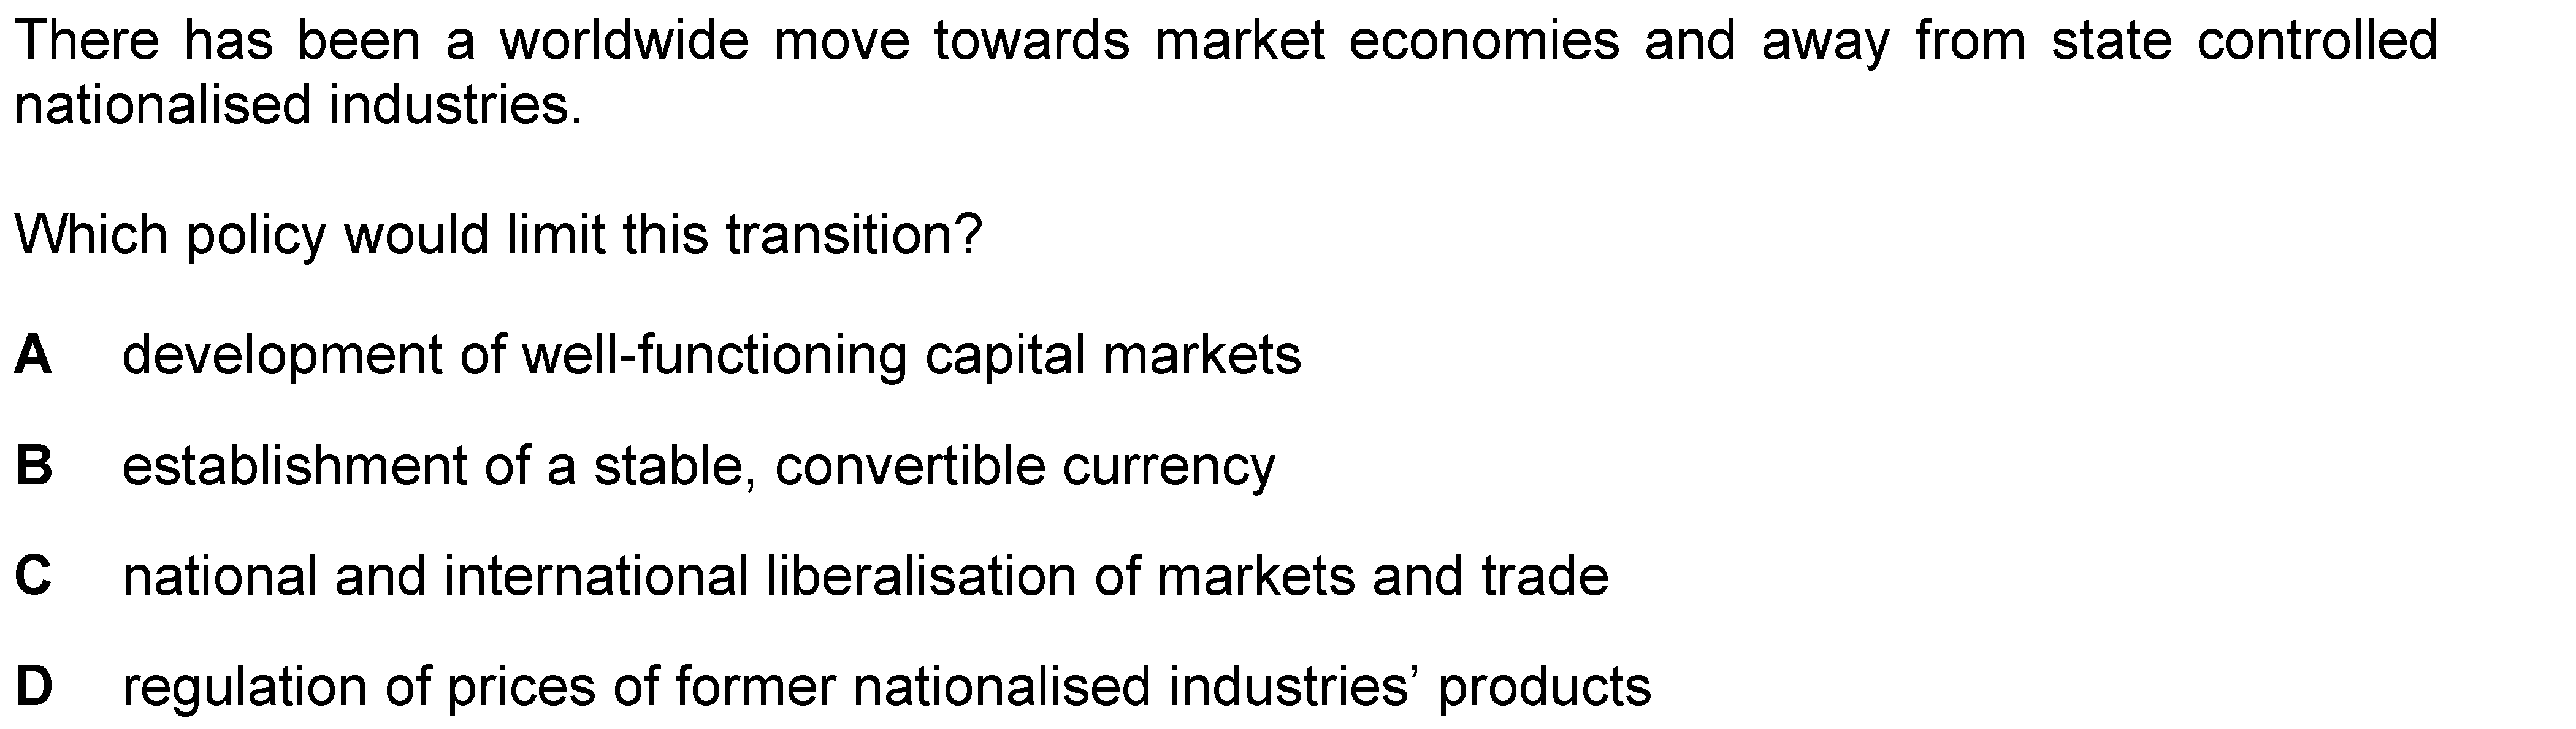 There has been a worldwide move towards market economies and away from state controlled
nationalised industries.
Which policy would limit this transition?
A development of well-functioning capital markets
B establishment of a stable, convertible currency
C national and international liberalisation of markets and trade
D regulation of prices of former nationalised industries’ products